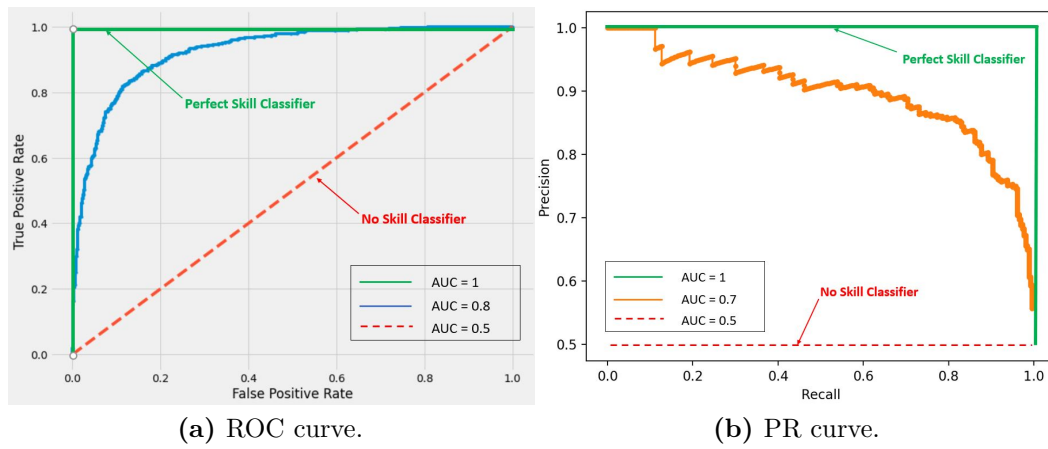 1.0
0.8
0.6
0.4
0.2
0.0
True Positive Rate
Perfect Skill Classifier
No Skill Classifier
AUC = 1
AUC = 0.8
AUC = 0.5
0.0 0.2 0.4 0.6 0.8 1.0
False Positive Rate
(a) ROC curve.
1.0
0.9
0.8
0.7
0.6
0.5
Precision
Perfect Skill Classifier
No Skill Classifier
AUC = 1
AUC = 0.7
AUC = 0.5
0.0 0.2 0.4 0.6 0.8 1.0
Recall
(b) PR curve.